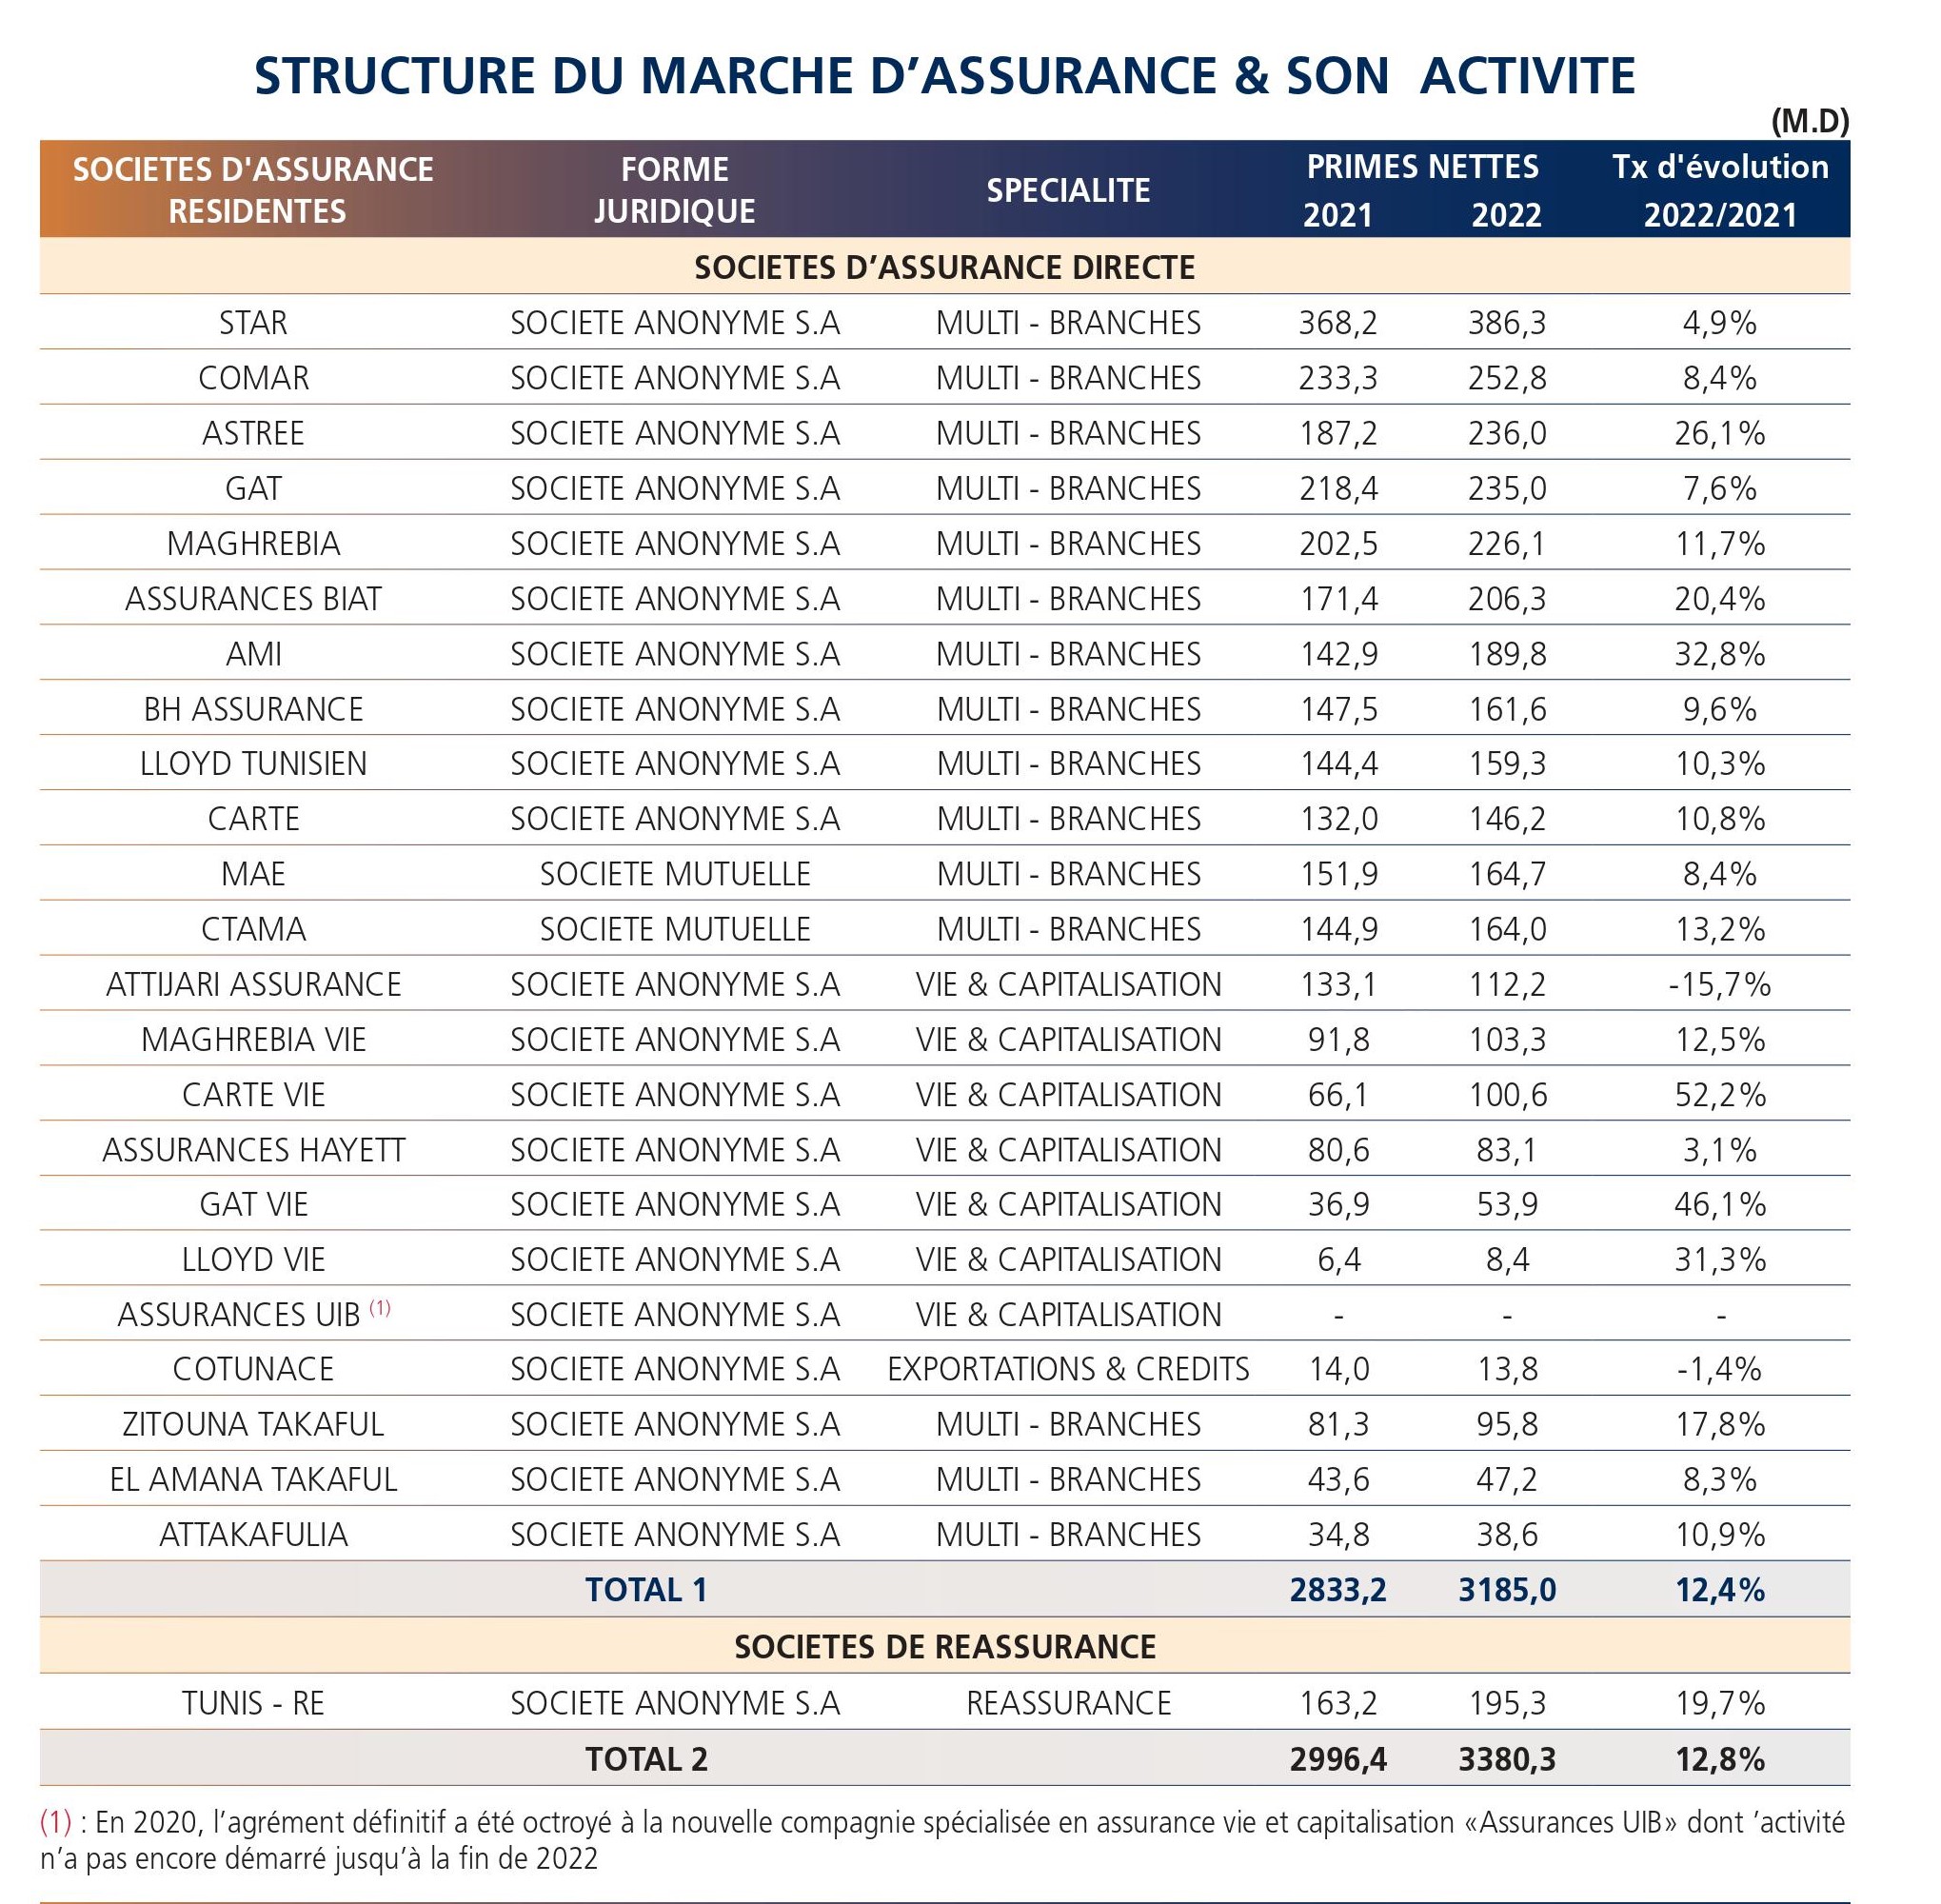 STRUCTURE DU MARCHE D’ASSURANCE & SON ACTIVITE
(M.D)
SOCIETES D'ASSURANCE RESIDENTES FORME JURIDIQUE SPECIALITE PRIMES NETTES 2021 2022 Tx d'évolution 2022/2021
SOCIETES D’ASSURANCE DIRECTE
STAR SOCIETE ANONYME S.A MULTI - BRANCHES 368,2 386,3 4,9%
COMAR SOCIETE ANONYME S.A MULTI - BRANCHES 233,3 252,8 8,4%
ASTREE SOCIETE ANONYME S.A MULTI - BRANCHES 187,2 236,0 26,1%
GAT SOCIETE ANONYME S.A MULTI - BRANCHES 218,4 235,0 7,6%
MAGHREBIA SOCIETE ANONYME S.A MULTI - BRANCHES 202,5 226,1 11,7%
ASSURANCES BIAT SOCIETE ANONYME S.A MULTI - BRANCHES 171,4 206,3 20,4%
AMI SOCIETE ANONYME S.A MULTI - BRANCHES 142,9 189,8 32,8%
BH ASSURANCE SOCIETE ANONYME S.A MULTI - BRANCHES 147,5 161,6 9,6%
LLOYD TUNISIEN SOCIETE ANONYME S.A MULTI - BRANCHES 144,4 159,3 10,3%
CARTE SOCIETE ANONYME S.A MULTI - BRANCHES 132,0 146,2 10,8%
MAE SOCIETE MUTUELLE MULTI - BRANCHES 151,9 164,7 8,4%
CTAMA SOCIETE MUTUELLE MULTI - BRANCHES 144,9 164,0 13,2%
ATTIJARI ASSURANCE SOCIETE ANONYME S.A VIE & CAPITALISATION 133,1 112,2 -15,7%
MAGHREBIA VIE SOCIETE ANONYME S.A VIE & CAPITALISATION 91,8 103,3 12,5%
CARTE VIE SOCIETE ANONYME S.A VIE & CAPITALISATION 66,1 100,6 52,2%
ASSURANCES HAYETT SOCIETE ANONYME S.A VIE & CAPITALISATION 80,6 83,1 3,1%
GAT VIE SOCIETE ANONYME S.A VIE & CAPITALISATION 36,9 53,9 46,1%
LLOYD VIE SOCIETE ANONYME S.A VIE & CAPITALISATION 6,4 8,4 31,3%
ASSURANCES UIB (1) SOCIETE ANONYME S.A VIE & CAPITALISATION - - -
COTUNACE SOCIETE ANONYME S.A EXPORTATIONS & CREDITS 14,0 13,8 -1,4%
ZITOUNA TAKAFUL SOCIETE ANONYME S.A MULTI - BRANCHES 81,3 95,8 17,8%
EL AMANA TAKAFUL SOCIETE ANONYME S.A MULTI - BRANCHES 43,6 47,2 8,3%
ATTAKAFULIA SOCIETE ANONYME S.A MULTI - BRANCHES 34,8 38,6 10,9%
TOTAL 1 2833,2 3185,0 12,4%
SOCIETES DE REASSURANCE
TUNIS - RE SOCIETE ANONYME S.A REASSURANCE 163,2 195,3 19,7%
TOTAL 2 2996,4 3380,3 12,8%
(1) : En 2020, l’agrément définitif a été octroyé à la nouvelle compagnie spécialisée en assurance vie et capitalisation «Assurances UIB» dont ’activité
n’a pas encore démarré jusqu’à la fin de 2022